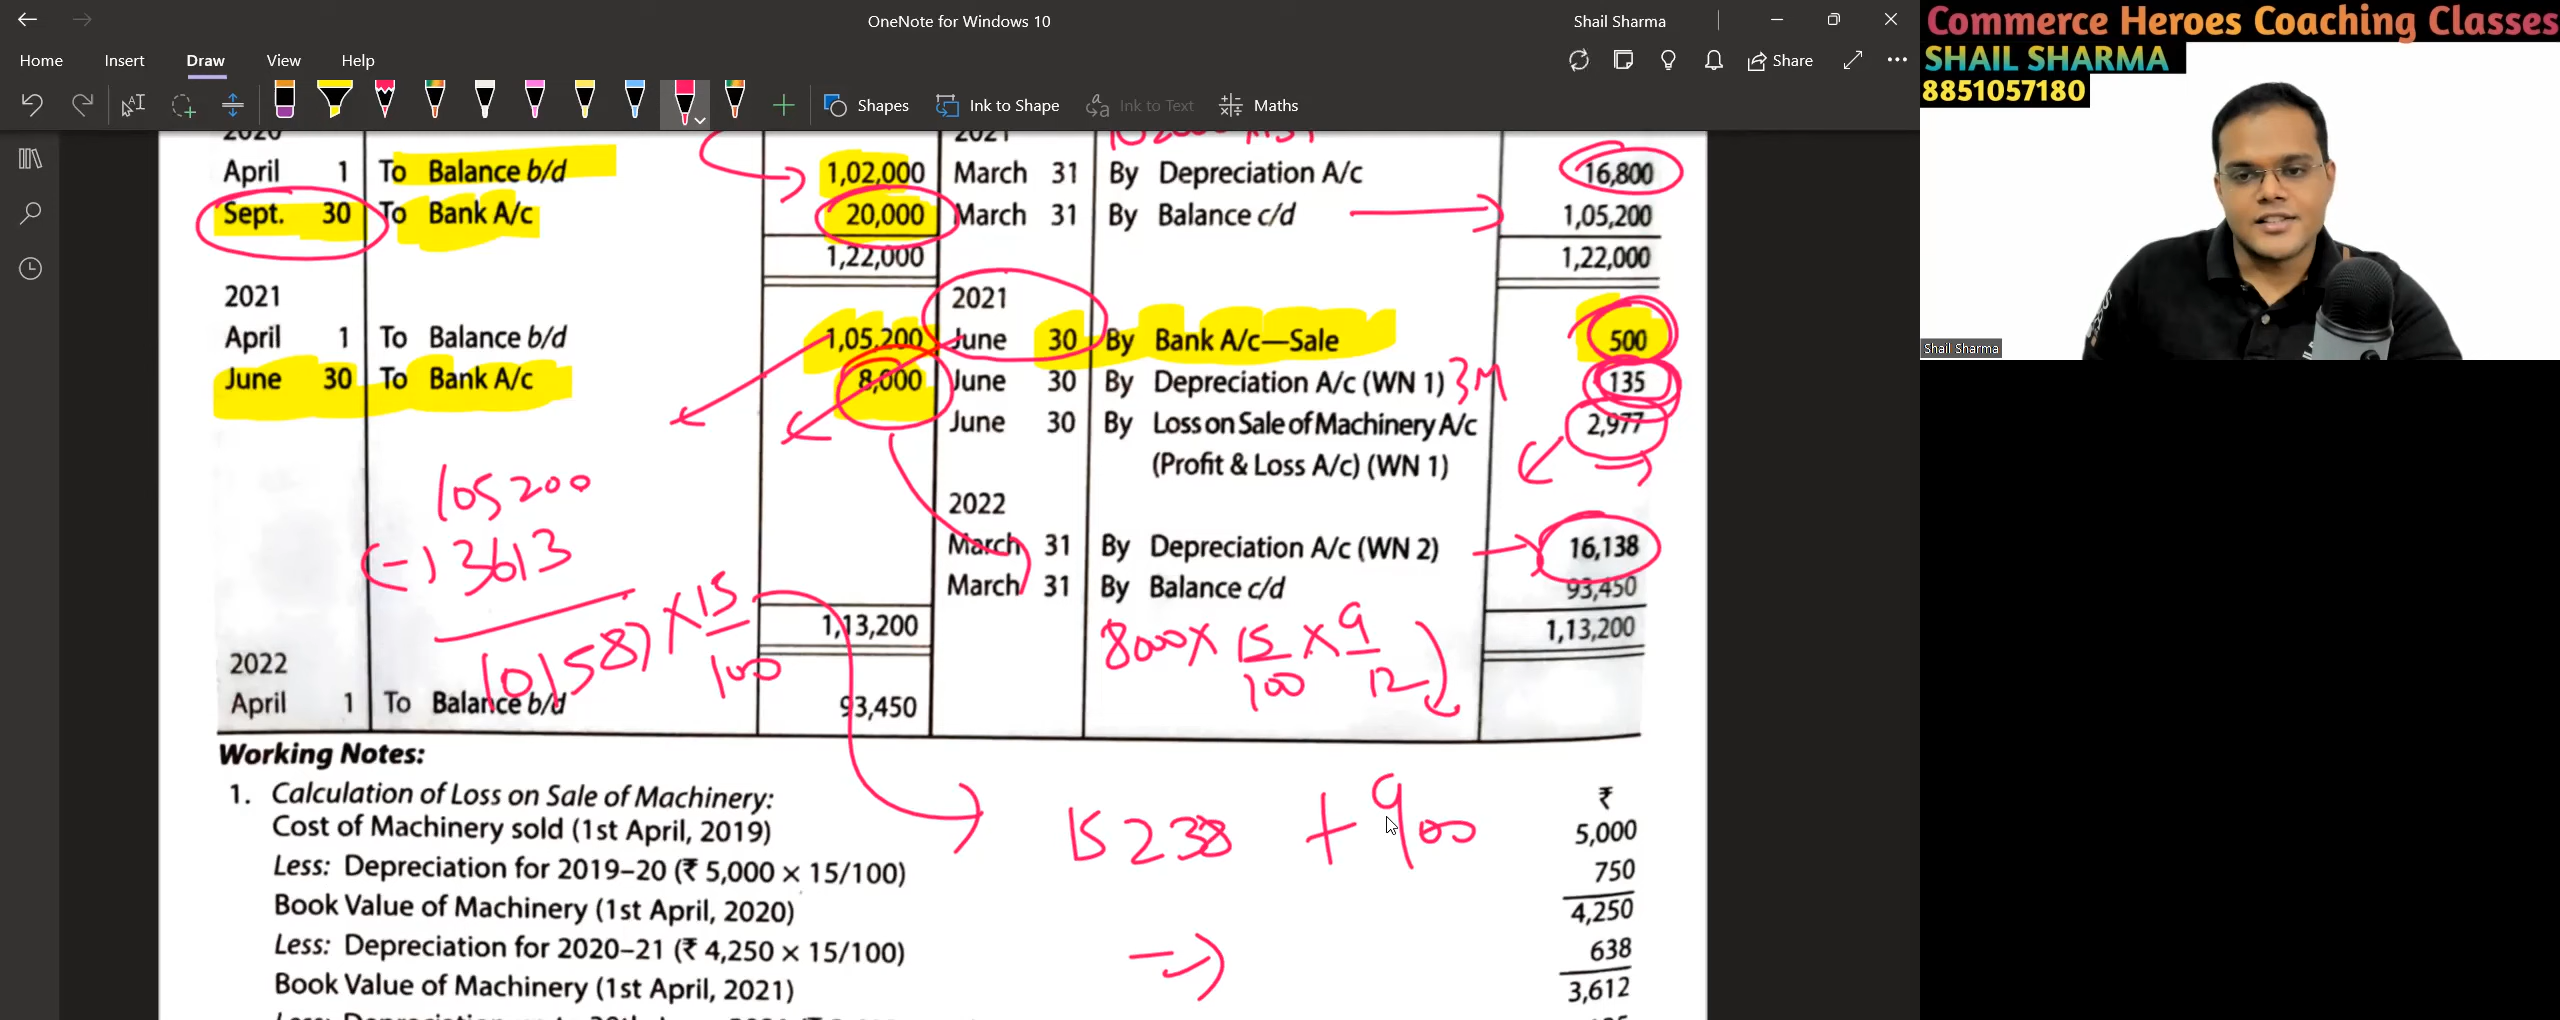 OneNote for Windows 10
Shail Sharma
Home Insert Draw View Help
Share
Shapes
Ink to Shape
Ink to Text
Maths
Commerce Heroes Coaching Classes
SHAIL SHARMA
8851057180
Shail Sharma
April 1 To Balance b/d 1,02,000 March 31 By Depreciation A/c 16,800
Sept. 30 To Bank A/c 20,000 March 31 By Balance c/d 1,05,200
1,22,000 1,22,000
2021 2021
April 1 To Balance b/d 1,05,200 June 30 By Bank A/c—Sale 500
June 30 To Bank A/c 8,000 June 30 By Depreciation A/c (WN 1) 3M 135
June 30 By Loss on Sale of Machinery A/c 2,977
(Profit & Loss A/c) (WN 1)
105200
2022
(-) 3613
March 31 By Depreciation A/c (WN 2) 16,138
March 31 By Balance c/d 93,450
101587 × 15/100
8000 × 15/100 × 9/12
1,13,200 1,13,200
2022
April 1 To Balance b/d 93,450
Working Notes:
1. Calculation of Loss on Sale of Machinery: ₹
15238 + 900
Cost of Machinery sold (1st April, 2019) 5,000
Less: Depreciation for 2019–20 (₹ 5,000 × 15/100) 750
Book Value of Machinery (1st April, 2020) 4,250
Less: Depreciation for 2020–21 (₹ 4,250 × 15/100) 638
Book Value of Machinery (1st April, 2021) 3,612